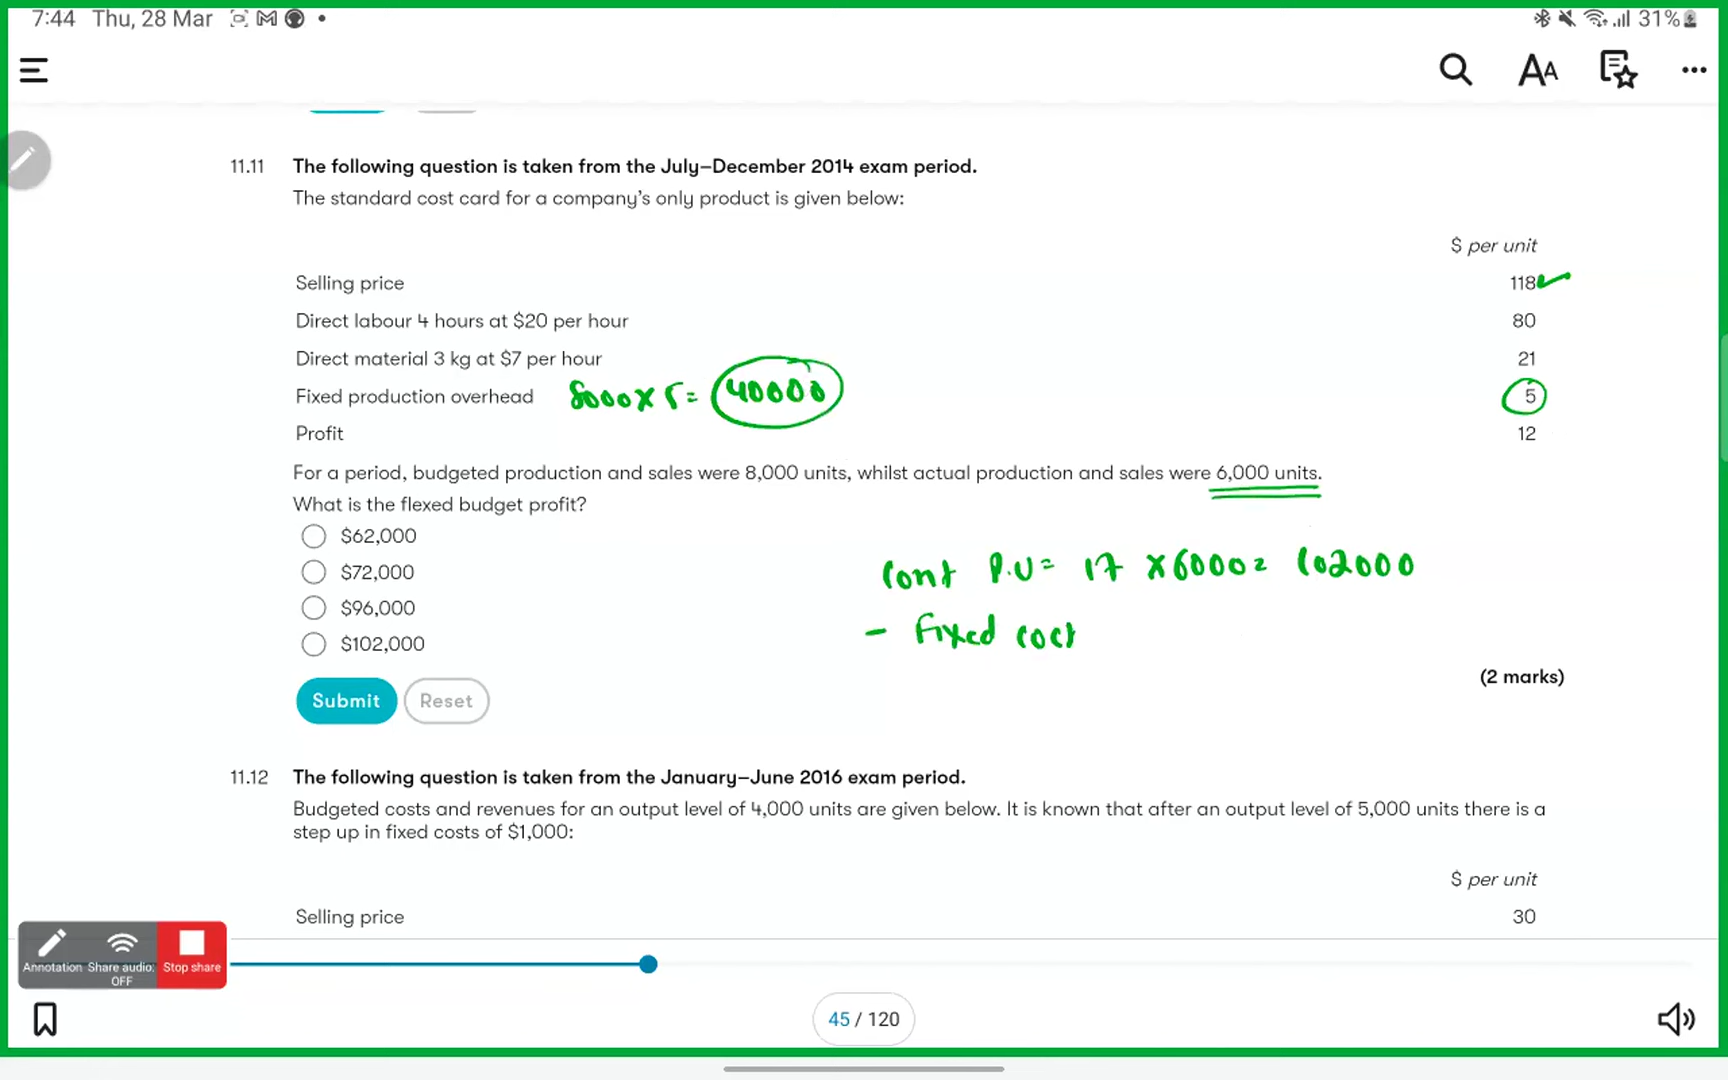 7:44 Thu, 28 Mar
31%
AA
11.11 The following question is taken from the July–December 2014 exam period.
The standard cost card for a company's only product is given below:
$ per unit
Selling price 118
Direct labour 4 hours at $20 per hour 80
Direct material 3 kg at $7 per hour 21
Fixed production overhead 8000 x 5 = 40000 5
Profit 12
For a period, budgeted production and sales were 8,000 units, whilst actual production and sales were 6,000 units.
What is the flexed budget profit?
$62,000
$72,000
$96,000
$102,000
Cont P.U = 17 x 6000 = 102000
- Fixed cost
(2 marks)
Submit Reset
11.12 The following question is taken from the January–June 2016 exam period.
Budgeted costs and revenues for an output level of 4,000 units are given below. It is known that after an output level of 5,000 units there is a
step up in fixed costs of $1,000:
$ per unit
Selling price 30
Annotation Share audio: OFF Stop share
45 / 120